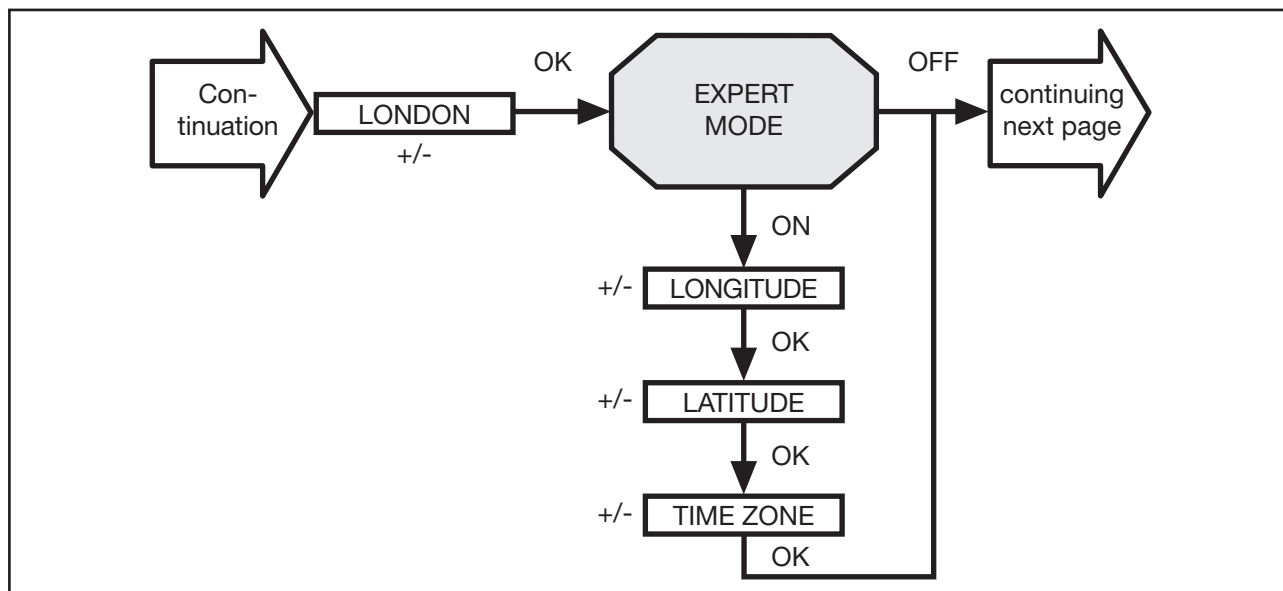 Con-
tinuation
LONDON
+/-
OK
EXPERT
MODE
OFF
continuing
next page
ON
+/- LONGITUDE
OK
+/- LATITUDE
OK
+/- TIME ZONE
OK